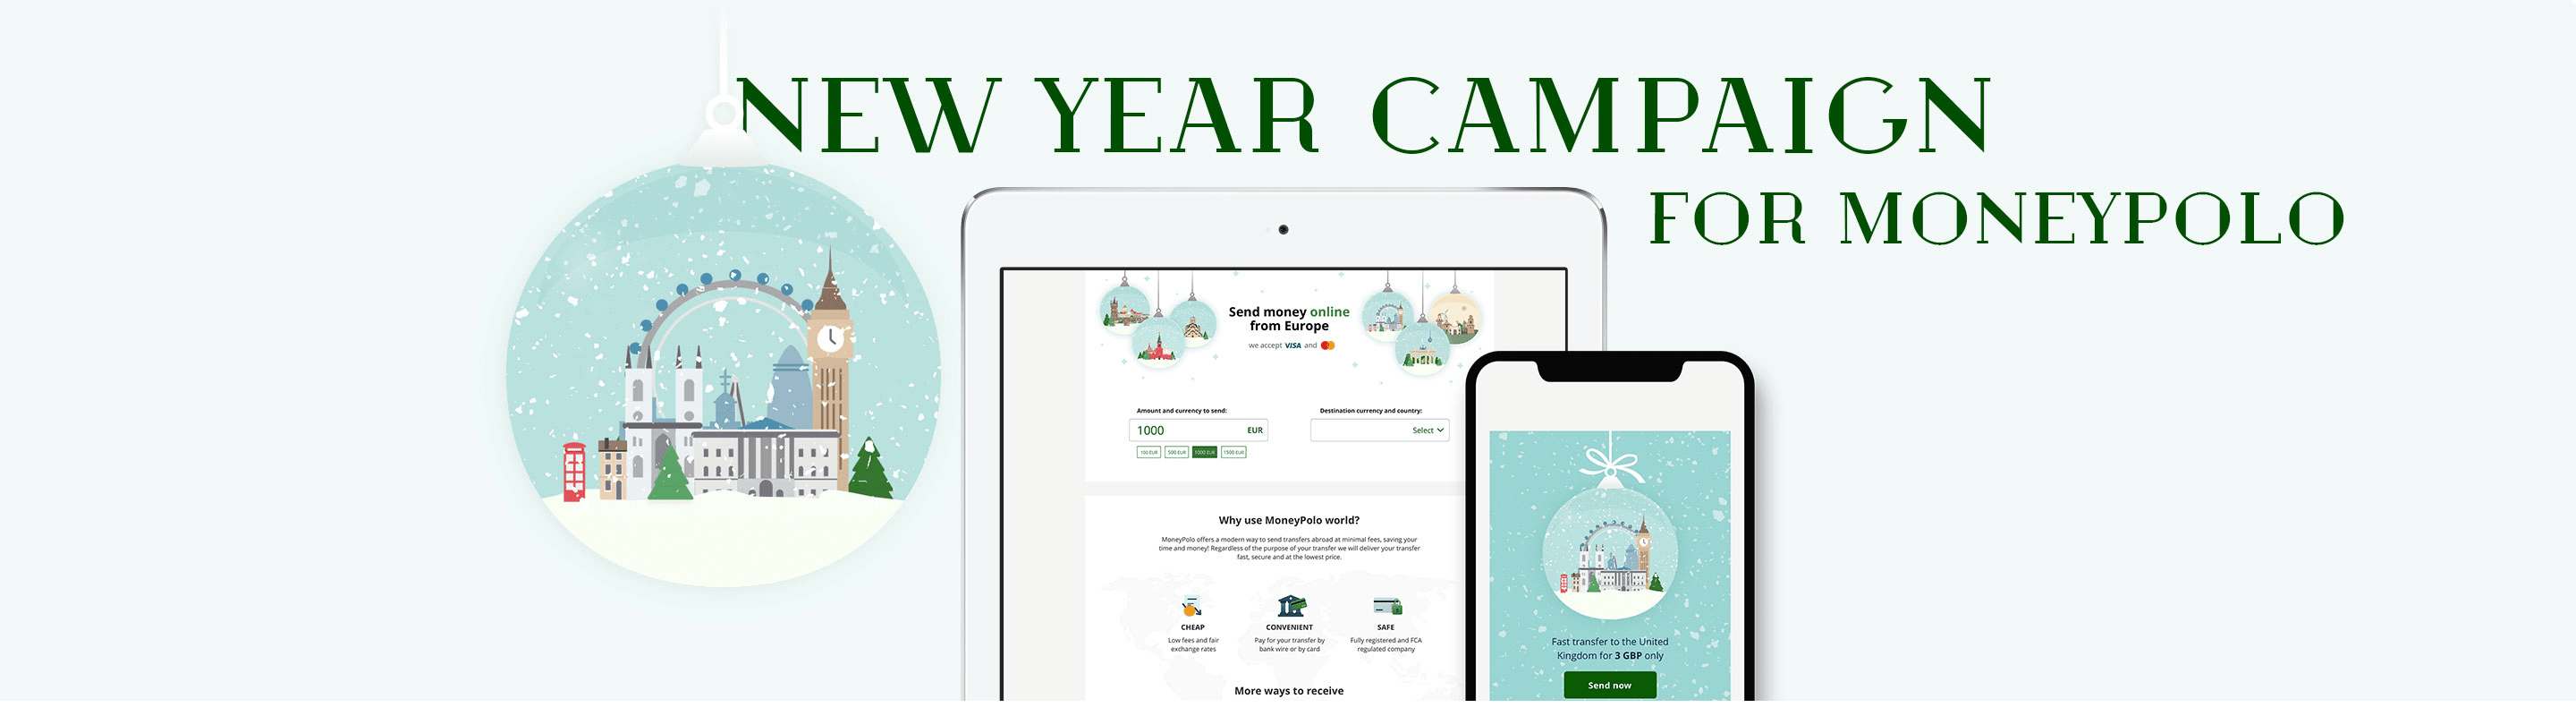 NEW YEAR CAMPAIGN
FOR MONEYPOLO
Send money online
from Europe
we accept VISA and
Amount and currency to send:
1000 EUR
100 EUR 500 EUR 1000 EUR 1500 EUR
Destination currency and country:
Select
Why use MoneyPolo world?
MoneyPolo offers a modern way to send transfers abroad at minimal fees, saving your
time and money! Regardless of the purpose of your transfer we will deliver your transfer
fast, secure and at the lowest price.
CHEAP
Low fees and fair
exchange rates
CONVENIENT
Pay for your transfer by
bank wire or by card
SAFE
Fully registered and FCA
regulated company
More ways to receive
Fast transfer to the United
Kingdom for 3 GBP only
Send now